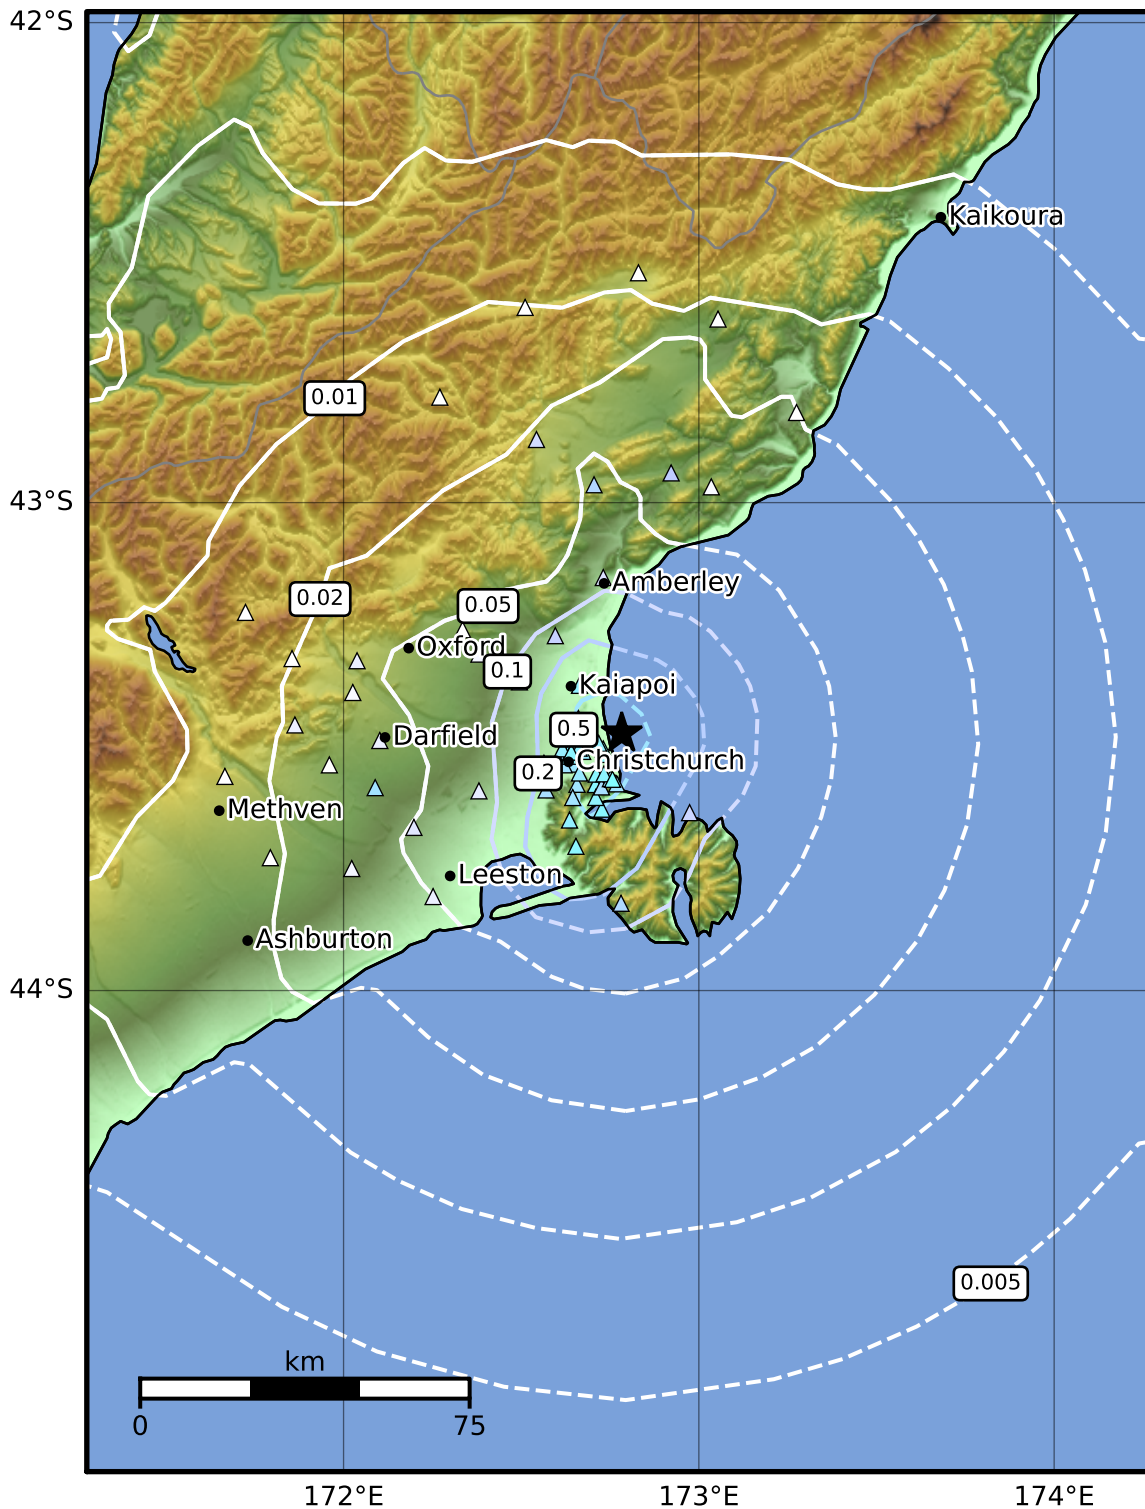 42°S
Kaikoura
0.01
43°S
Amberley
0.02
0.05
Oxford
0.1
Kaiapoi
0.5
Darfield
Christchurch
0.2
Methven
Leeston
Ashburton
44°S
0.005
km
0
75
172°E
173°E
174°E